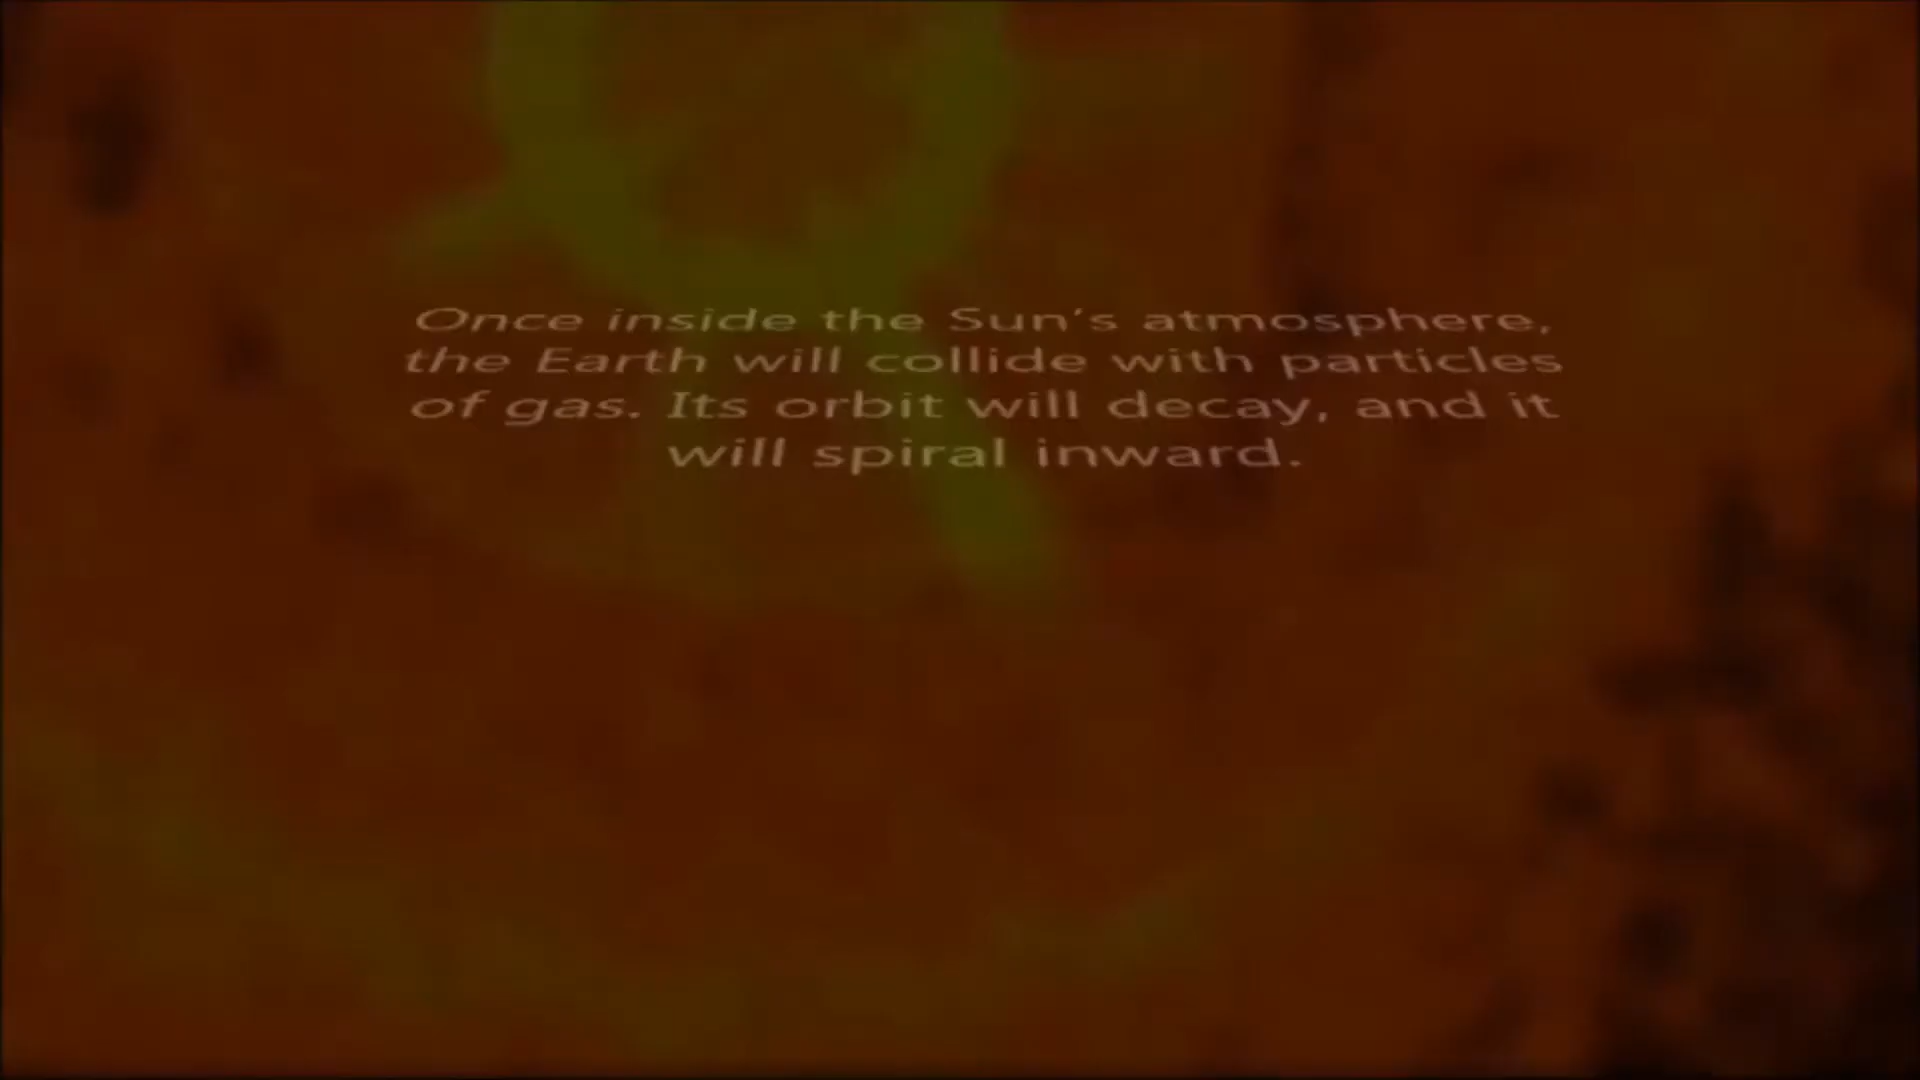 Once inside the Sun's atmosphere,
the Earth will collide with particles
of gas. Its orbit will decay, and it
will spiral inward.